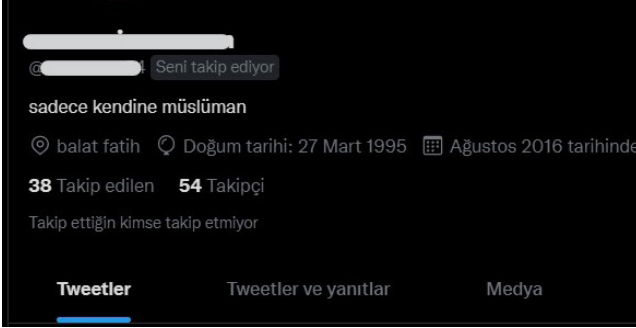 @ Seni takip ediyor
sadece kendine müslüman
balat fatih Doğum tarihi: 27 Mart 1995 Ağustos 2016 tarihinde
38 Takip edilen 54 Takipçi
Takip ettiğin kimse takip etmiyor
Tweetler Tweetler ve yanıtlar Medya